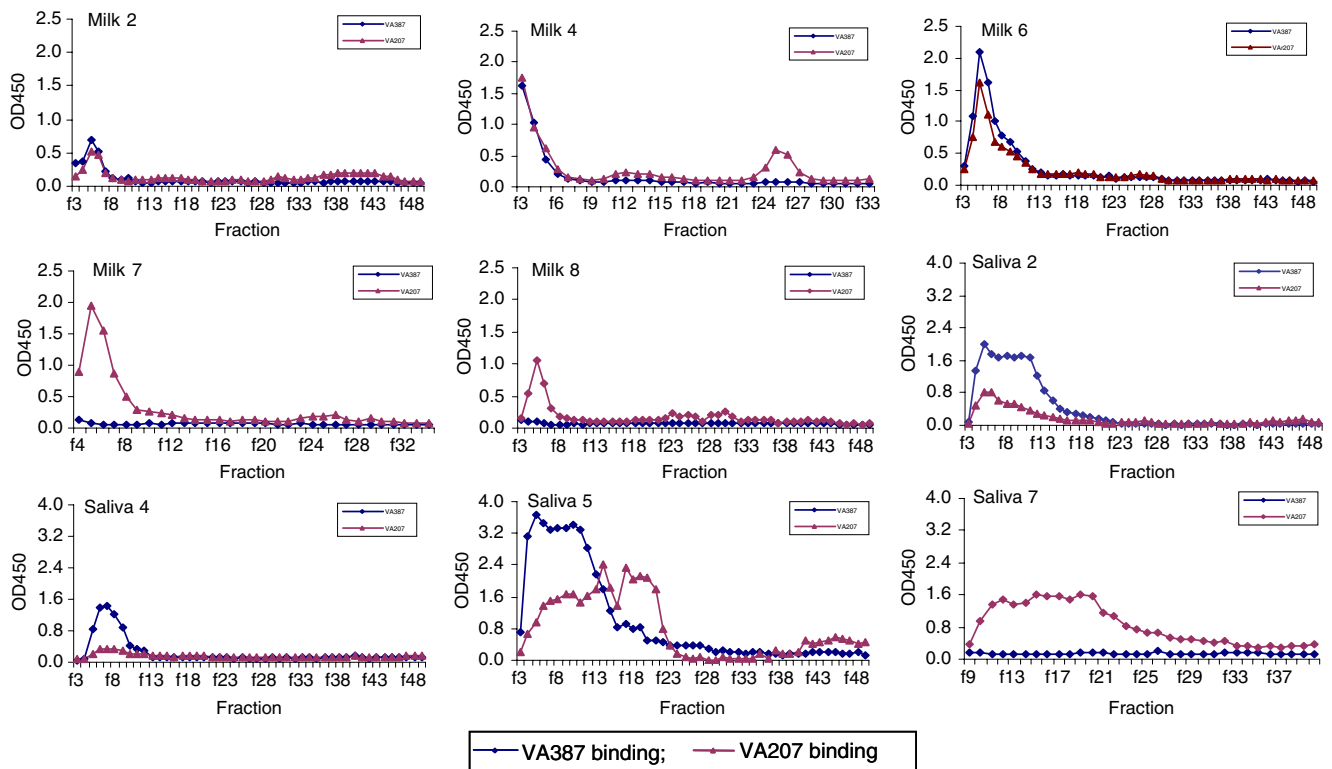 Milk 2
VA387
VA207
OD450
2.5
2.0
1.5
1.0
0.5
0.0
f3 f8 f13 f18 f23 f28 f33 f38 f43 f48
Fraction
Milk 4
VA387
VA207
OD450
2.5
2.0
1.5
1.0
0.5
0.0
f3 f6 f9 f12 f15 f18 f21 f24 f27 f30 f33
Fraction
Milk 6
VA387
VAr207
OD450
2.5
2.0
1.5
1.0
0.5
0.0
f3 f8 f13 f18 f23 f28 f33 f38 f43 f48
Fraction
Milk 7
VA387
VA207
OD450
2.5
2.0
1.5
1.0
0.5
0.0
f4 f8 f12 f16 f20 f24 f28 f32
Fraction
Milk 8
VA387
VA207
OD450
2.5
2.0
1.5
1.0
0.5
0.0
f3 f8 f13 f18 f23 f28 f33 f38 f43 f48
Fraction
Saliva 2
VA387
VA207
OD450
4.0
3.2
2.4
1.6
0.8
0.0
f3 f8 f13 f18 f23 f28 f33 f38 f43 f48
Fraction
Saliva 4
VA387
VA207
OD450
4.0
3.2
2.4
1.6
0.8
0.0
f3 f8 f13 f18 f23 f28 f33 f38 f43 f48
Fraction
Saliva 5
VA387
VA207
OD450
4.0
3.2
2.4
1.6
0.8
0.0
f3 f8 f13 f18 f23 f28 f33 f38 f43 f48
Fraction
Saliva 7
VA387
VA207
OD450
4.0
3.2
2.4
1.6
0.8
0.0
f9 f13 f17 f21 f25 f29 f33 f37
Fraction
VA387 binding; VA207 binding